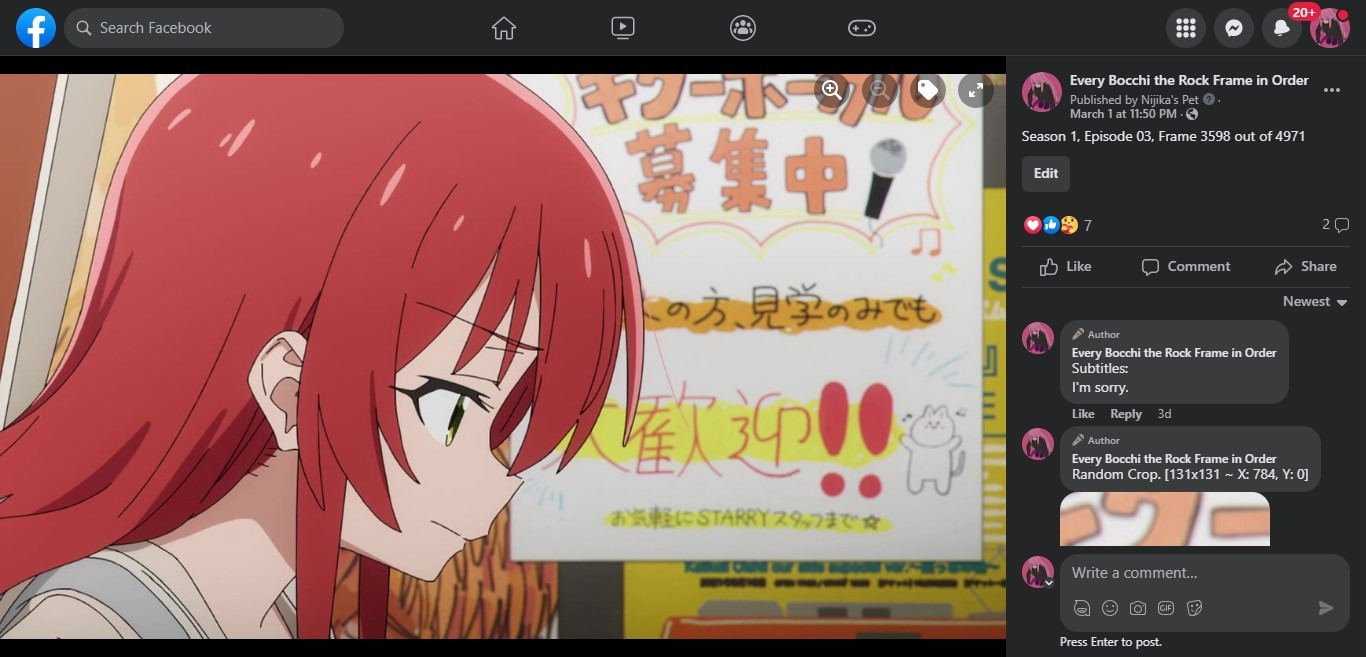 Search Facebook
20+
ギターボーカル
募集中
の方、見学のみでも
大歓迎!!
お気軽にSTARRYスタッフまで☆
Every Bocchi the Rock Frame in Order
Published by Nijika's Pet ·
March 1 at 11:50 PM ·
Season 1, Episode 03, Frame 3598 out of 4971
Edit
7
2
Like
Comment
Share
Newest
Author
Every Bocchi the Rock Frame in Order
Subtitles:
I'm sorry.
Like Reply 3d
Author
Every Bocchi the Rock Frame in Order
Random Crop. [131x131 ~ X: 784, Y: 0]
Write a comment...
GIF
Press Enter to post.